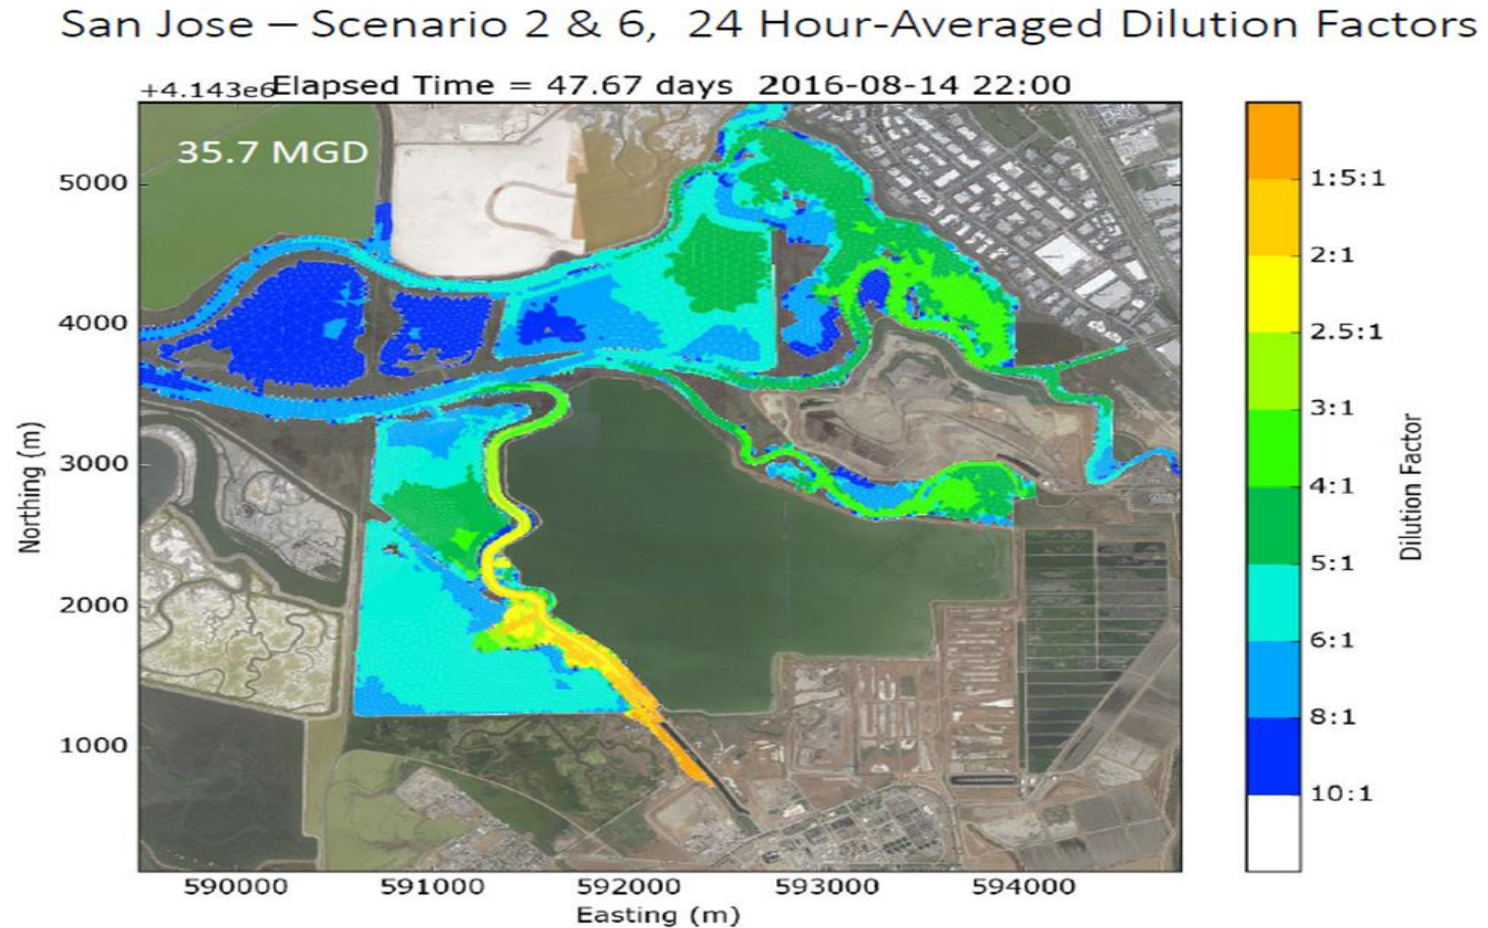 San Jose – Scenario 2 & 6, 24 Hour-Averaged Dilution Factors
+4.143e6
Elapsed Time = 47.67 days 2016-08-14 22:00
35.7 MGD
5000
4000
3000
2000
1000
Northing (m)
590000 591000 592000 593000 594000
Easting (m)
1:5:1
2:1
2.5:1
3:1
4:1
5:1
6:1
8:1
10:1
Dilution Factor